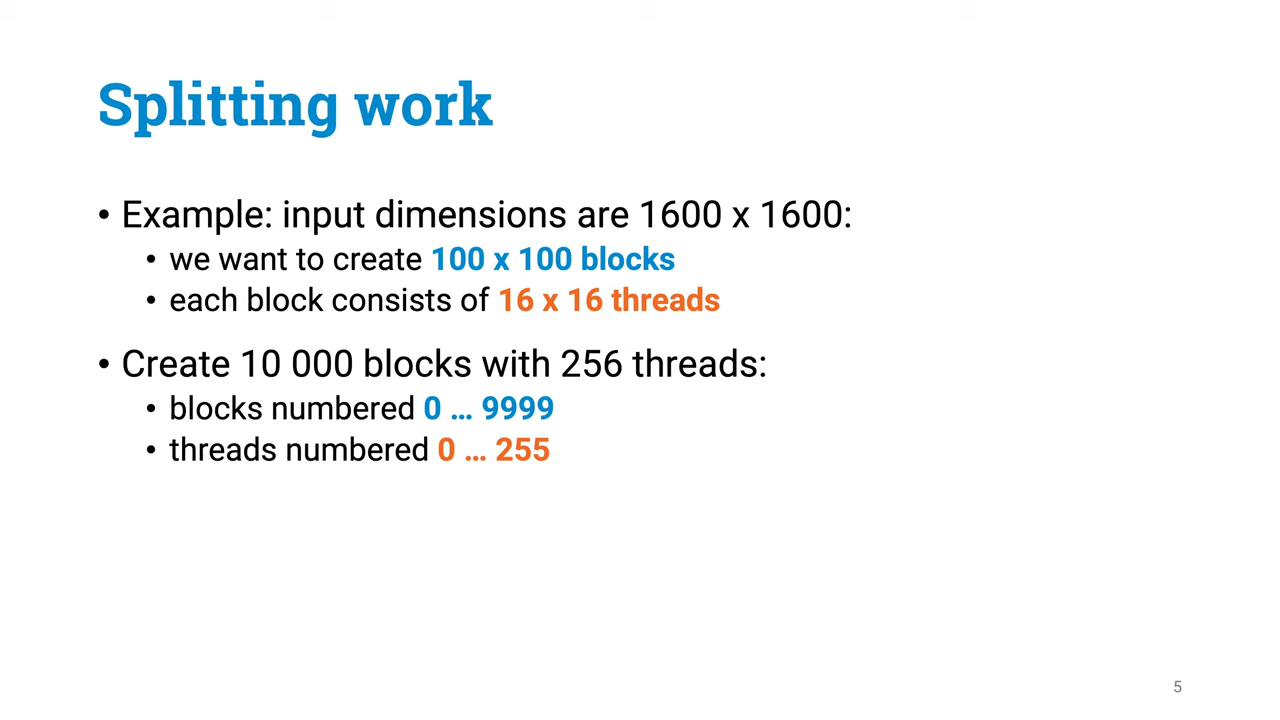 Splitting work
• Example: input dimensions are 1600 x 1600:
• we want to create 100 x 100 blocks
• each block consists of 16 x 16 threads
• Create 10 000 blocks with 256 threads:
• blocks numbered 0 … 9999
• threads numbered 0 … 255
5